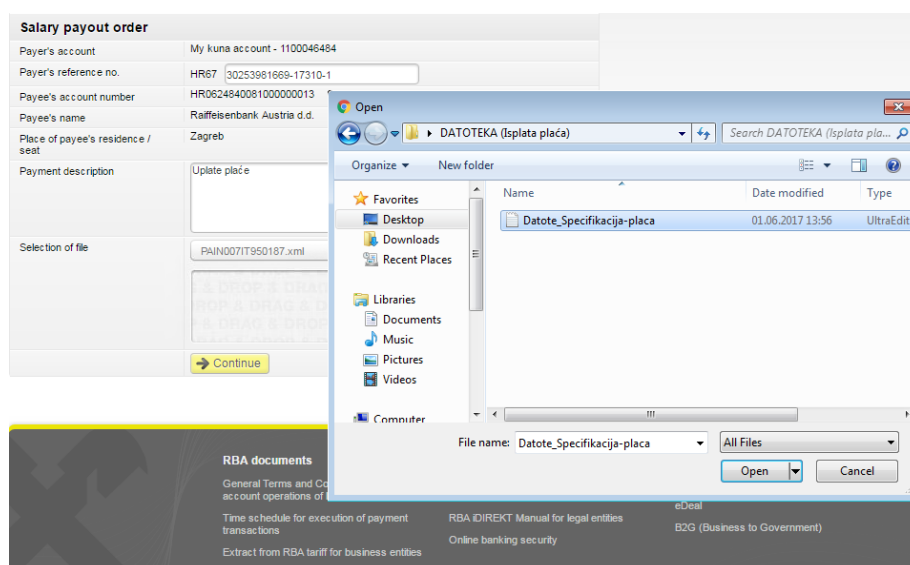 Salary payout order
Payer's account
My kuna account - 1100046484
Payer's reference no.
HR67 30253981669-17310-1
Payee's account number
HR0624840081000000013
Payee's name
Raiffeisenbank Austria d.d.
Place of payee's residence /
seat
Zagreb
Payment description
Uplate plaće
Selection of file
PAIN007IT950187.xml
Continue
Open
DATOTEKA (Isplata plaća)
Search DATOTEKA (Isplata pla...
Organize
New folder
Favorites
Desktop
Downloads
Recent Places
Libraries
Documents
Music
Pictures
Videos
Computer
Name
Date modified
Type
Datote_Specifikacija-placa
01.06.2017 13:56
UltraEdit
File name: Datote_Specifikacija-placa
All Files
Open
Cancel
RBA documents
General Terms and Co
account operations of
Time schedule for execution of payment
transactions
Extract from RBA tariff for business entities
RBA iDIREKT Manual for legal entities
Online banking security
eDeal
B2G (Business to Government)